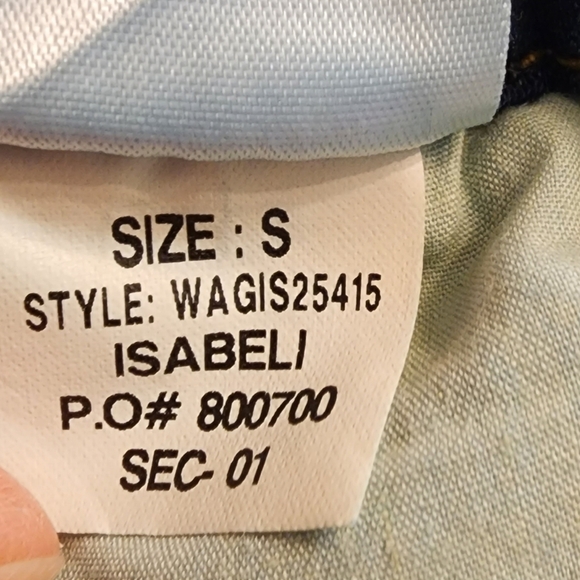 SIZE : S
STYLE: WAGIS25415
ISABELI
P.O# 800700
SEC- 01